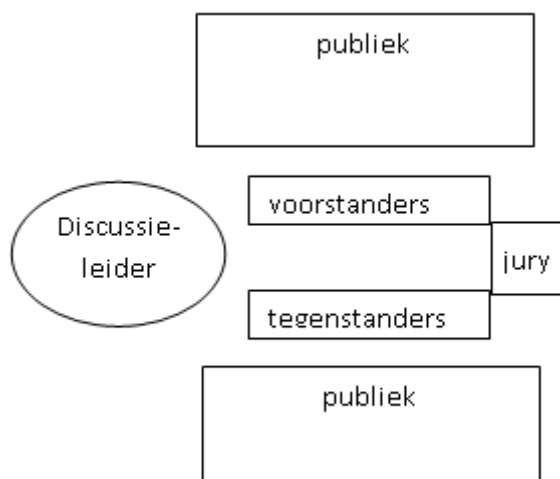 publiek
voorstanders
Discussie-
leider
jury
tegenstanders
publiek